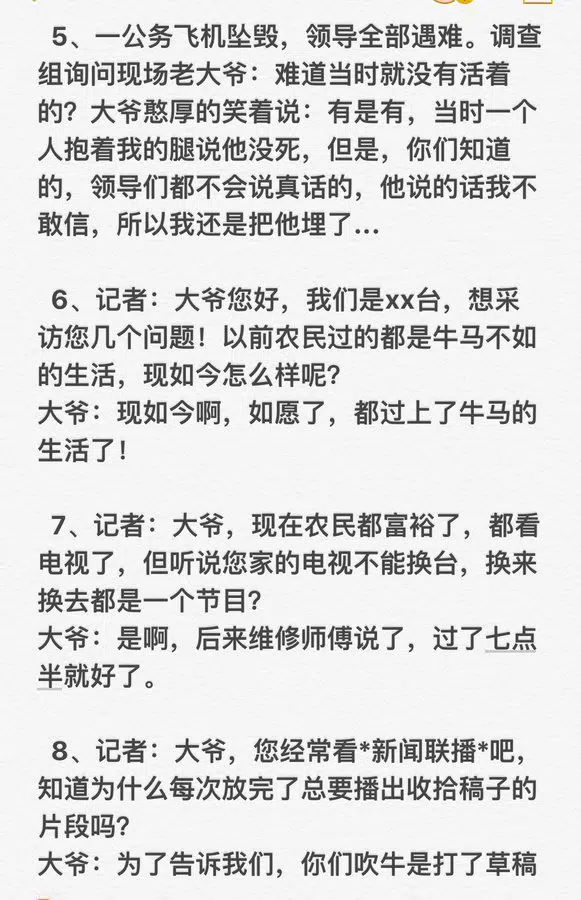 5、一公务飞机坠毁，领导全部遇难。调查
组询问现场老大爷：难道当时就没有活着
的？大爷憨厚的笑着说：有是有，当时一个
人抱着我的腿说他没死，但是，你们知道
的，领导们都不会说真话的，他说的话我不
敢信，所以我还是把他埋了...
6、记者：大爷您好，我们是xx台，想采
访您几个问题！以前农民过的都是牛马不如
的生活，现如今怎么样呢？
大爷：现如今啊，如愿了，都过上了牛马的
生活了！
7、记者：大爷，现在农民都富裕了，都看
电视了，但听说您家的电视不能换台，换来
换去都是一个节目？
大爷：是啊，后来维修师傅说了，过了七点
半就好了。
8、记者：大爷，您经常看*新闻联播*吧，
知道为什么每次放完了总要播出收拾稿子的
片段吗？
大爷：为了告诉我们，你们吹牛是打了草稿